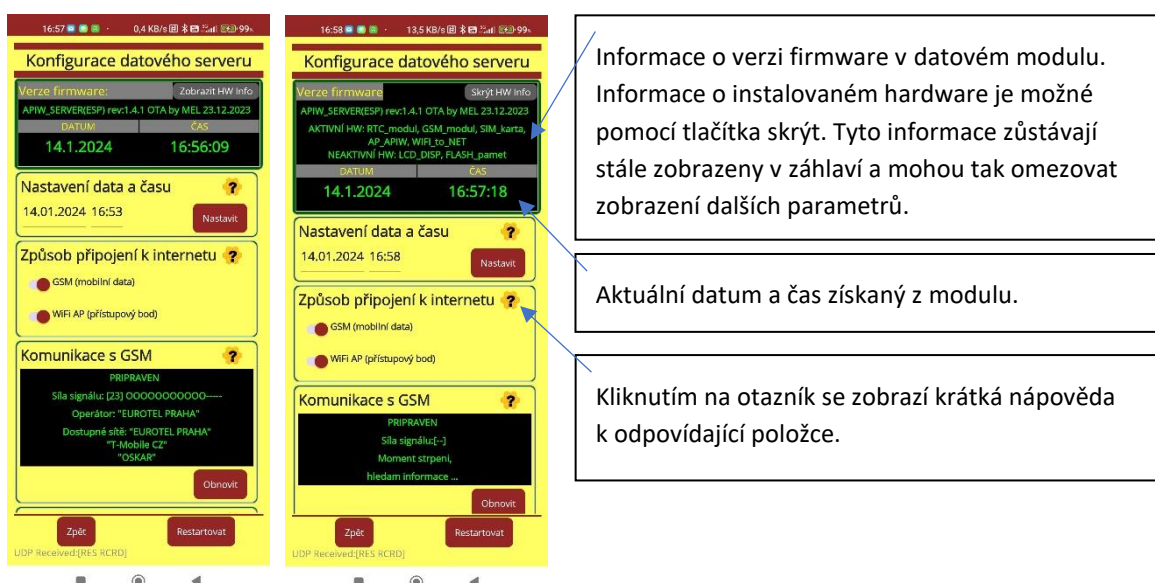 16:57
0,4 KB/s
99%
Konfigurace datového serveru
Verze firmware:
Zobrazit HW Info
APIW_SERVER(ESP) rev:1.4.1 OTA by MEL 23.12.2023
DATUM
ČAS
14.1.2024
16:56:09
Nastavení data a času
?
14.01.2024 16:53
Nastavit
Způsob připojení k internetu
?
GSM (mobilní data)
WiFi AP (přístupový bod)
Komunikace s GSM
?
PRIPRAVEN
Síla signálu: [23] OOOOOOOOOOO-----
Operátor: "EUROTEL PRAHA"
Dostupné sítě: "EUROTEL PRAHA"
"T-Mobile CZ"
"OSKAR"
Obnovit
Zpět
Restartovat
UDP Received:[RES RCRD]
16:58
13,5 KB/s
99%
Konfigurace datového serveru
Verze firmware
Skrýt HW Info
APIW_SERVER(ESP) rev:1.4.1 OTA by MEL 23.12.2023
AKTIVNÍ HW: RTC_modul, GSM_modul, SIM_karta,
AP_APIW, WIFI_to_NET
NEAKTIVNÍ HW: LCD_DISP, FLASH_pamet
DATUM
ČAS
14.1.2024
16:57:18
Nastavení data a času
?
14.01.2024 16:58
Nastavit
Způsob připojení k internetu
?
GSM (mobilní data)
WiFi AP (přístupový bod)
Komunikace s GSM
?
PRIPRAVEN
Síla signálu:[--]
Moment strpeni,
hledam informace ...
Obnovit
Zpět
Restartovat
UDP Received:[RES RCRD]
Informace o verzi firmware v datovém modulu.
Informace o instalovaném hardware je možné
pomocí tlačítka skrýt. Tyto informace zůstávají
stále zobrazeny v záhlaví a mohou tak omezovat
zobrazení dalších parametrů.
Aktuální datum a čas získaný z modulu.
Kliknutím na otazník se zobrazí krátká nápověda
k odpovídající položce.